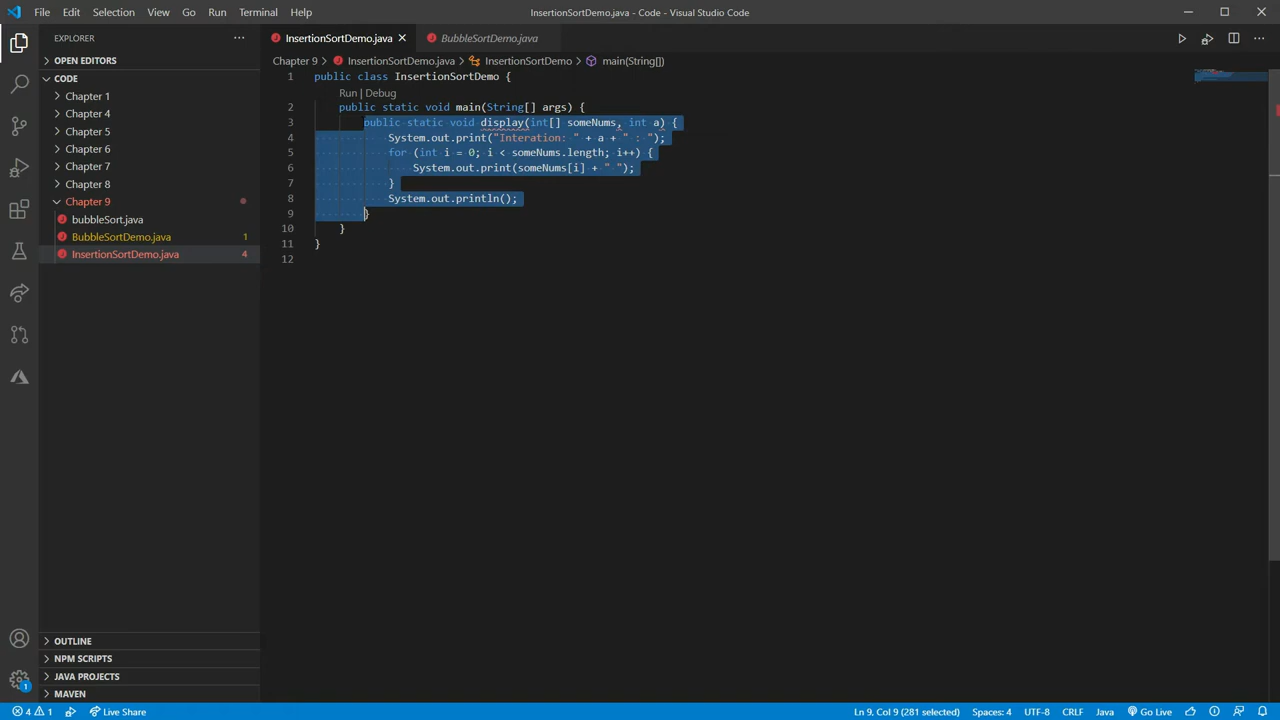 File Edit Selection View Go Run Terminal Help
InsertionSortDemo.java - Code - Visual Studio Code
EXPLORER
OPEN EDITORS
CODE
Chapter 1
Chapter 4
Chapter 5
Chapter 6
Chapter 7
Chapter 8
Chapter 9
bubbleSort.java
BubbleSortDemo.java 1
InsertionSortDemo.java 4
OUTLINE
NPM SCRIPTS
JAVA PROJECTS
MAVEN
InsertionSortDemo.java BubbleSortDemo.java
Chapter 9 > InsertionSortDemo.java > InsertionSortDemo > main(String[])
1 public class InsertionSortDemo {
Run | Debug
2 public static void main(String[] args) {
3 public static void display(int[] someNums, int a) {
4 System.out.print("Interation: " + a + " : ");
5 for (int i = 0; i < someNums.length; i++) {
6 System.out.print(someNums[i] + " ");
7 }
8 System.out.println();
9 }
10 }
11 }
12
1
4 1 Live Share Ln 9, Col 9 (281 selected) Spaces: 4 UTF-8 CRLF Java Go Live